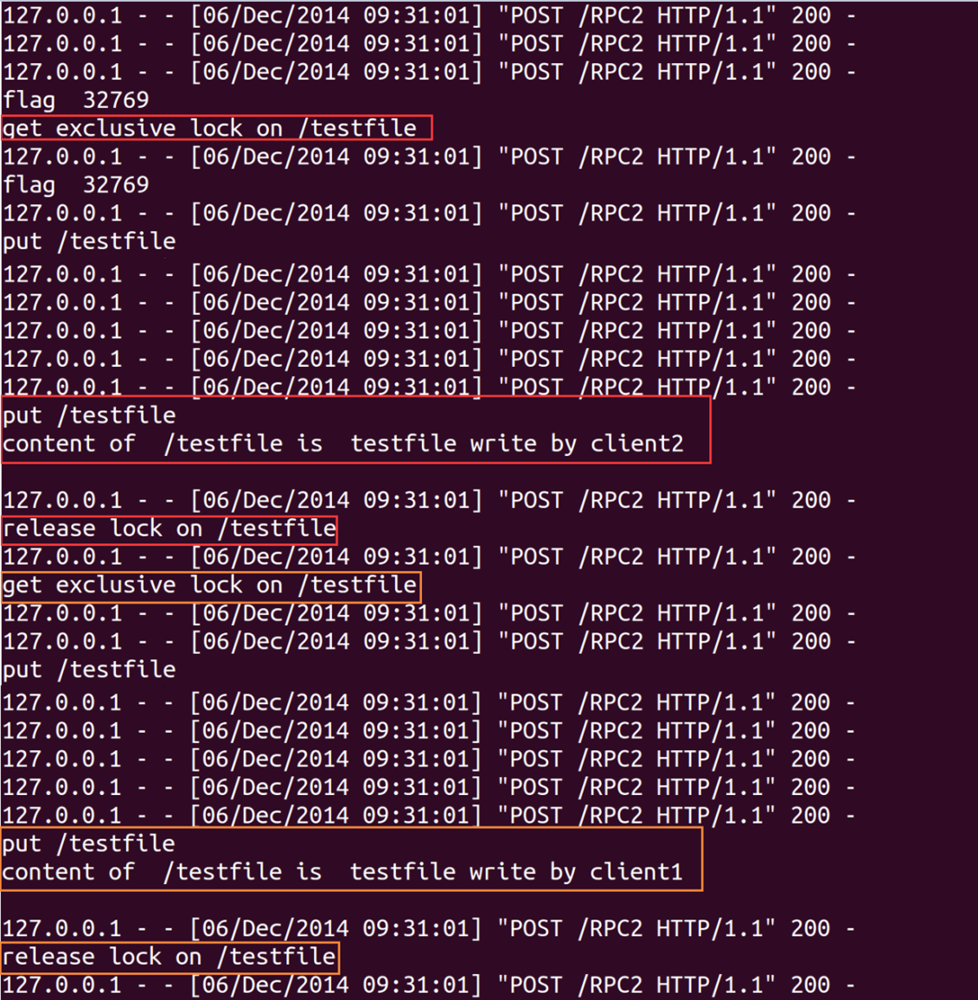 127.0.0.1 - - [06/Dec/2014 09:31:01] "POST /RPC2 HTTP/1.1" 200 -
127.0.0.1 - - [06/Dec/2014 09:31:01] "POST /RPC2 HTTP/1.1" 200 -
127.0.0.1 - - [06/Dec/2014 09:31:01] "POST /RPC2 HTTP/1.1" 200 -
flag  32769
get exclusive lock on /testfile
127.0.0.1 - - [06/Dec/2014 09:31:01] "POST /RPC2 HTTP/1.1" 200 -
flag  32769
127.0.0.1 - - [06/Dec/2014 09:31:01] "POST /RPC2 HTTP/1.1" 200 -
put /testfile
127.0.0.1 - - [06/Dec/2014 09:31:01] "POST /RPC2 HTTP/1.1" 200 -
127.0.0.1 - - [06/Dec/2014 09:31:01] "POST /RPC2 HTTP/1.1" 200 -
127.0.0.1 - - [06/Dec/2014 09:31:01] "POST /RPC2 HTTP/1.1" 200 -
127.0.0.1 - - [06/Dec/2014 09:31:01] "POST /RPC2 HTTP/1.1" 200 -
127.0.0.1 - - [06/Dec/2014 09:31:01] "POST /RPC2 HTTP/1.1" 200 -
put /testfile
content of  /testfile is  testfile write by client2
127.0.0.1 - - [06/Dec/2014 09:31:01] "POST /RPC2 HTTP/1.1" 200 -
release lock on /testfile
127.0.0.1 - - [06/Dec/2014 09:31:01] "POST /RPC2 HTTP/1.1" 200 -
get exclusive lock on /testfile
127.0.0.1 - - [06/Dec/2014 09:31:01] "POST /RPC2 HTTP/1.1" 200 -
127.0.0.1 - - [06/Dec/2014 09:31:01] "POST /RPC2 HTTP/1.1" 200 -
put /testfile
127.0.0.1 - - [06/Dec/2014 09:31:01] "POST /RPC2 HTTP/1.1" 200 -
127.0.0.1 - - [06/Dec/2014 09:31:01] "POST /RPC2 HTTP/1.1" 200 -
127.0.0.1 - - [06/Dec/2014 09:31:01] "POST /RPC2 HTTP/1.1" 200 -
127.0.0.1 - - [06/Dec/2014 09:31:01] "POST /RPC2 HTTP/1.1" 200 -
127.0.0.1 - - [06/Dec/2014 09:31:01] "POST /RPC2 HTTP/1.1" 200 -
put /testfile
content of  /testfile is  testfile write by client1
127.0.0.1 - - [06/Dec/2014 09:31:01] "POST /RPC2 HTTP/1.1" 200 -
release lock on /testfile
127.0.0.1 - - [06/Dec/2014 09:31:01] "POST /RPC2 HTTP/1.1" 200 -